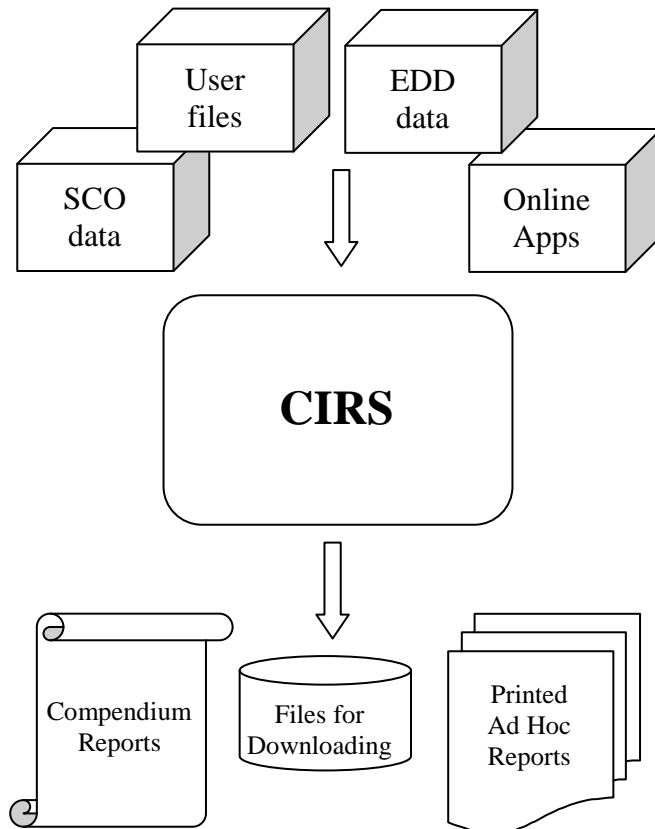 User
files
EDD
data
SCO
data
Online
Apps
CIRS
Compendium
Reports
Files for
Downloading
Printed
Ad Hoc
Reports